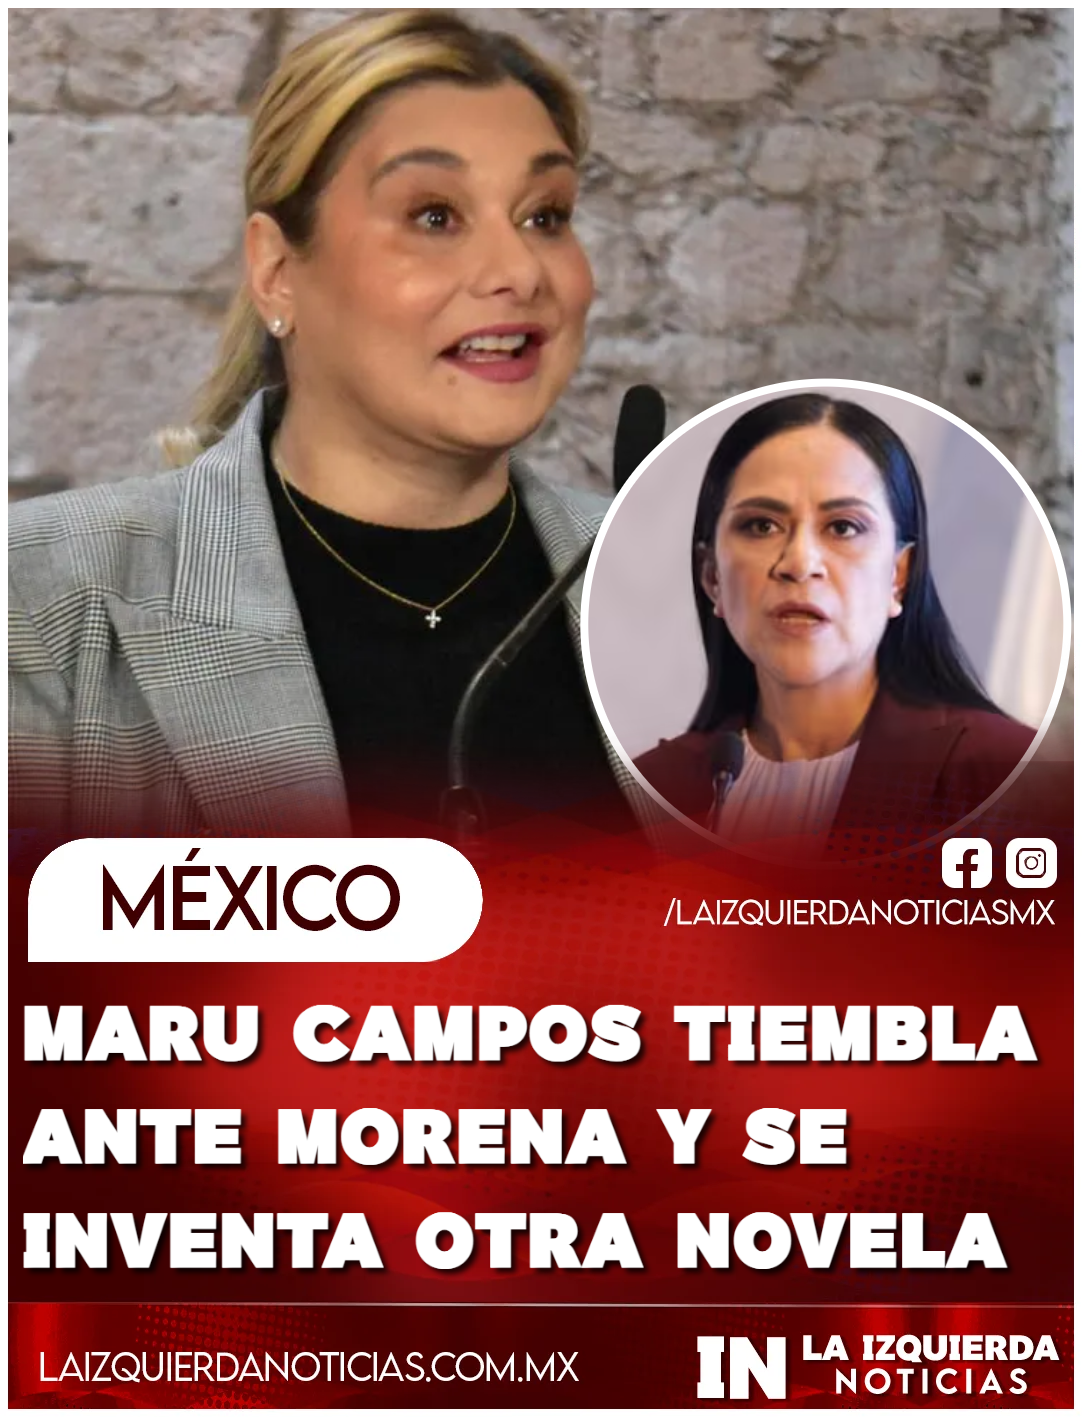 MÉXICO
/LAIZQUIERDANOTICIASMX
MARU CAMPOS TIEMBLA
ANTE MORENA Y SE
INVENTA OTRA NOVELA
LAIZQUIERDANOTICIAS.COM.MX
IN LA IZQUIERDA
NOTICIAS